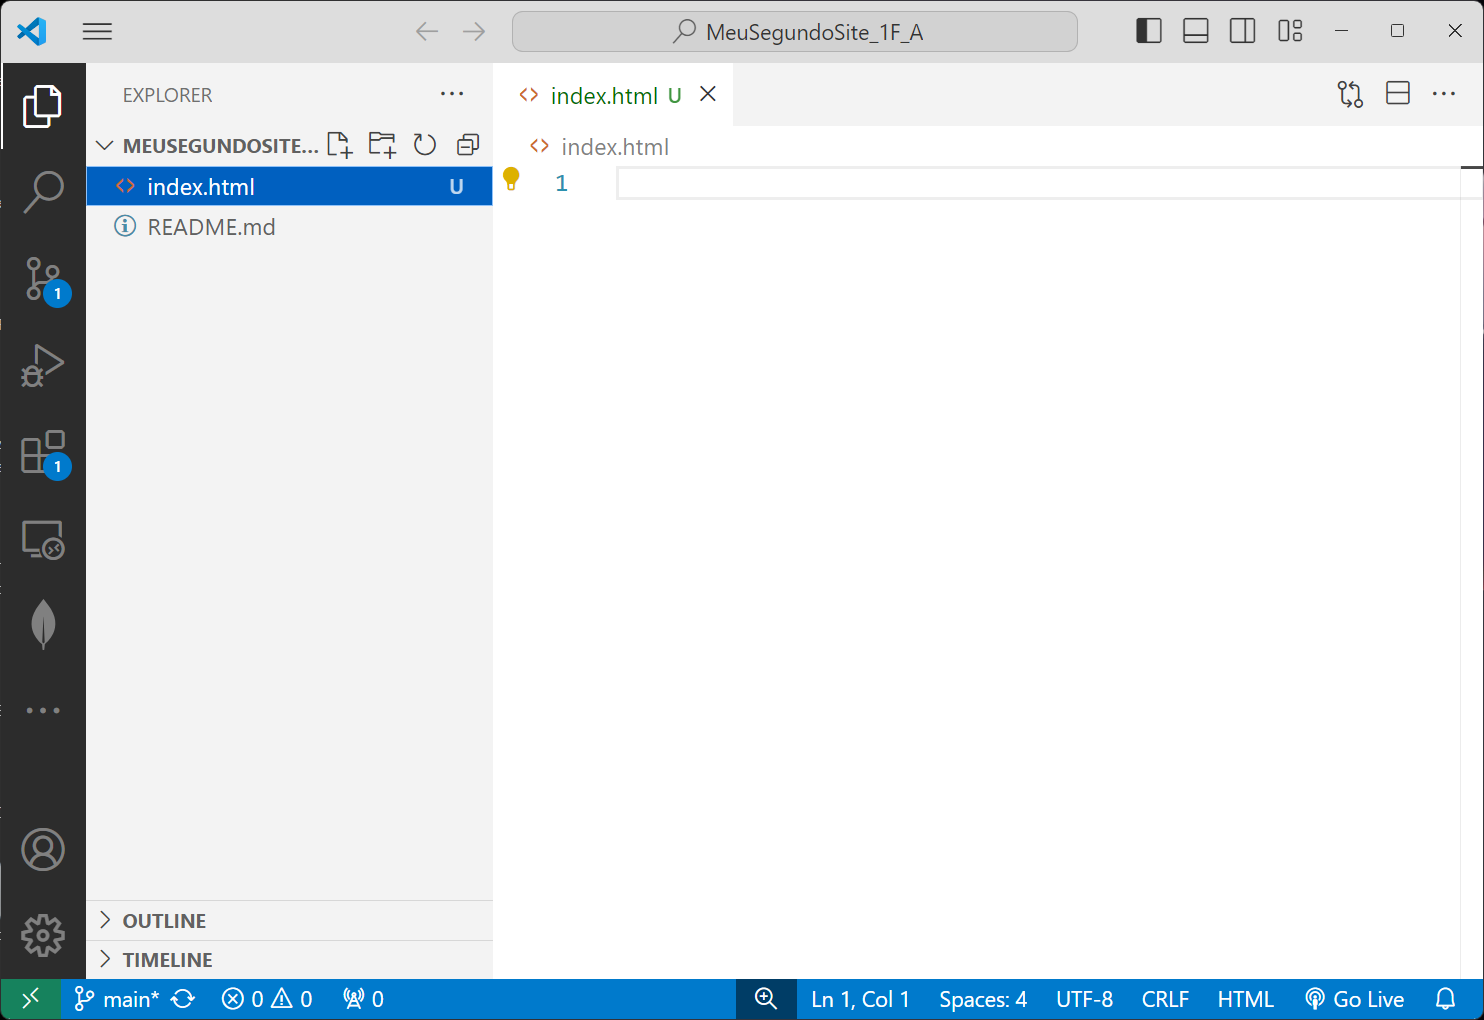 MeuSegundoSite_1F_A
EXPLORER
MEUSEGUNDOSITE...
index.html U
README.md
OUTLINE
TIMELINE
index.html U
index.html
1
1
1
main* 0 0 0
Ln 1, Col 1 Spaces: 4 UTF-8 CRLF HTML Go Live